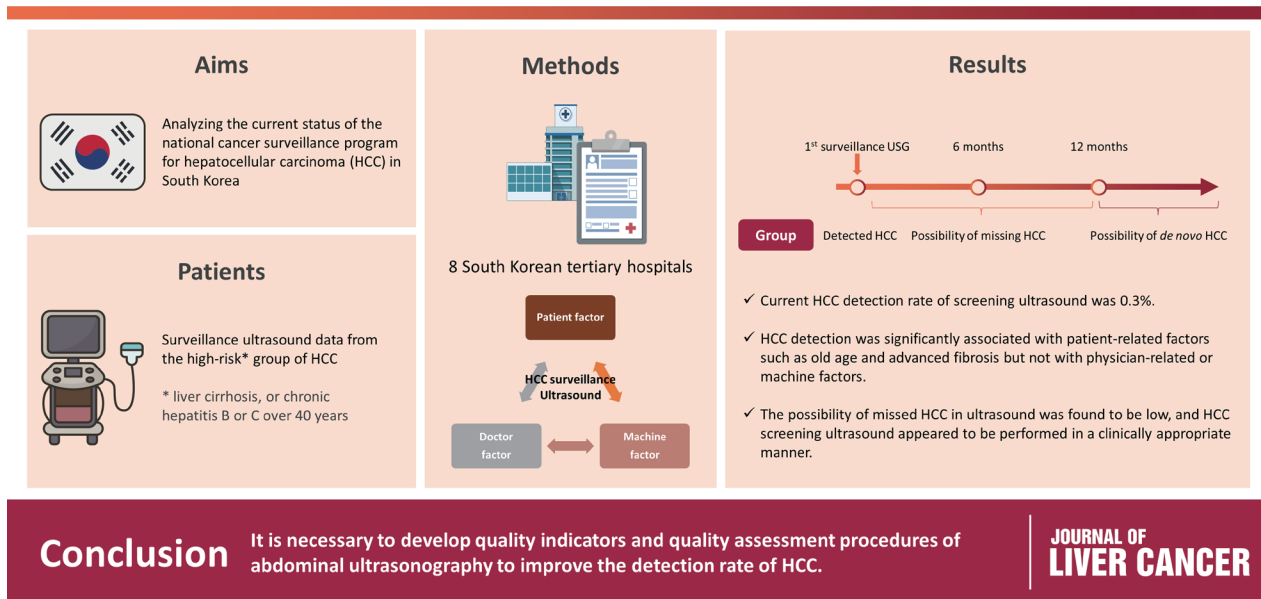 Aims
Analyzing the current status of the
national cancer surveillance program
for hepatocellular carcinoma (HCC) in
South Korea
Patients
Surveillance ultrasound data from
the high-risk* group of HCC
* liver cirrhosis, or chronic
hepatitis B or C over 40 years
Methods
8 South Korean tertiary hospitals
Patient factor
HCC surveillance
Ultrasound
Doctor
factor
Machine
factor
Results
1st surveillance USG
6 months
12 months
Group
Detected HCC
Possibility of missing HCC
Possibility of de novo HCC
✓ Current HCC detection rate of screening ultrasound was 0.3%.
✓ HCC detection was significantly associated with patient-related factors
such as old age and advanced fibrosis but not with physician-related or
machine factors.
✓ The possibility of missed HCC in ultrasound was found to be low, and HCC
screening ultrasound appeared to be performed in a clinically appropriate
manner.
Conclusion
It is necessary to develop quality indicators and quality assessment procedures of
abdominal ultrasonography to improve the detection rate of HCC.
JOURNAL OF
LIVER CANCER